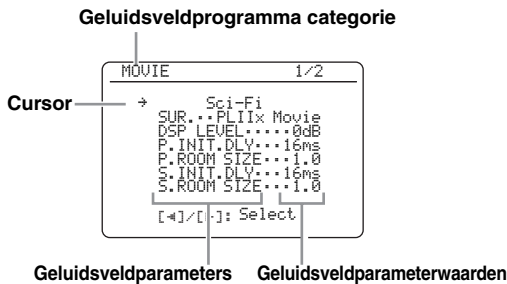 Geluidsveldprogramma categorie
MOVIE 1/2
Cursor → Sci-Fi
SUR.··PLIIx Movie
DSP LEVEL·····0dB
P.INIT.DLY···16ms
P.ROOM SIZE···1.0
S.INIT.DLY···16ms
S.ROOM SIZE···1.0
[◄]/[►]: Select
Geluidsveldparameters Geluidsveldparameterwaarden